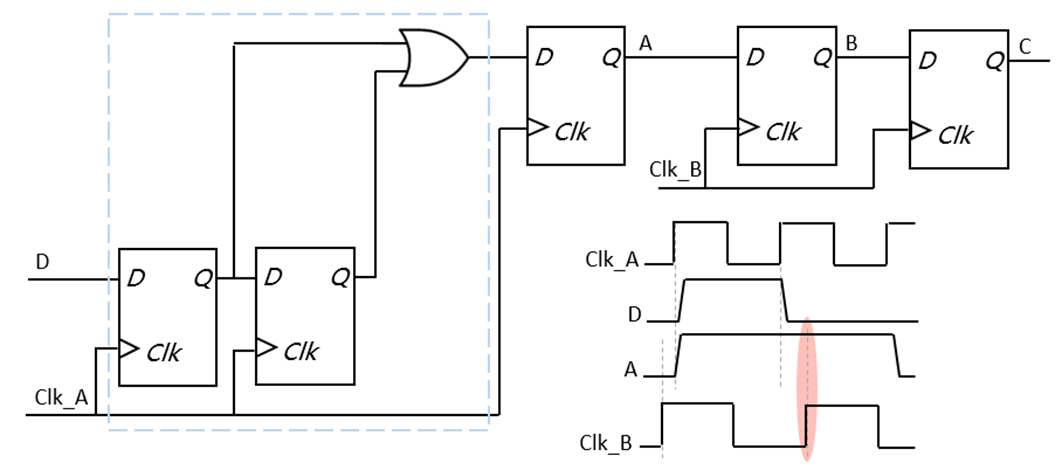 D Q Clk A
D Q Clk B
D Q Clk C
Clk_B
D
D Q Clk
D Q Clk
Clk_A
Clk_A
D
A
Clk_B